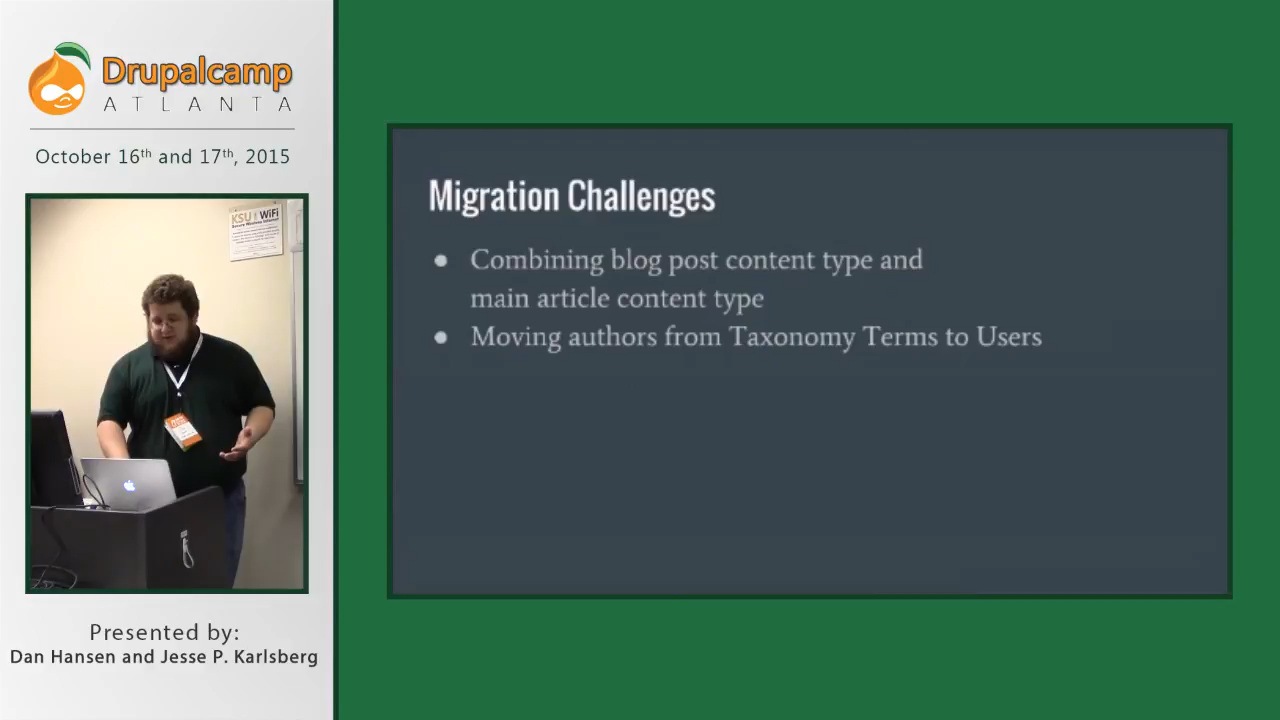 Drupalcamp
ATLANTA
October 16th and 17th, 2015
KSU WiFi
Presented by:
Dan Hansen and Jesse P. Karlsberg
Migration Challenges
● Combining blog post content type and
main article content type
● Moving authors from Taxonomy Terms to Users